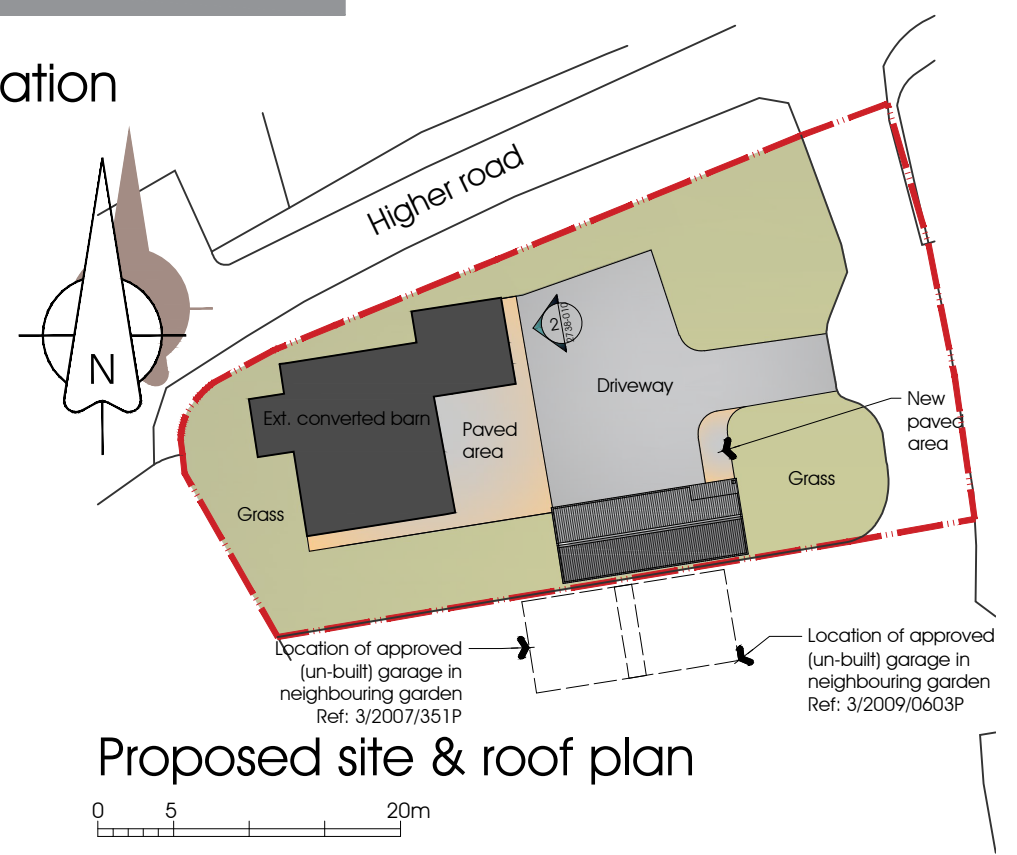 ation
Higher road
N
2
2738-010
Driveway
Ext. converted barn
Paved
area
New
paved
area
Grass
Grass
Location of approved
(un-built) garage in
neighbouring garden
Ref: 3/2007/351P
Location of approved
(un-built) garage in
neighbouring garden
Ref: 3/2009/0603P
Proposed site & roof plan
0 5 20m